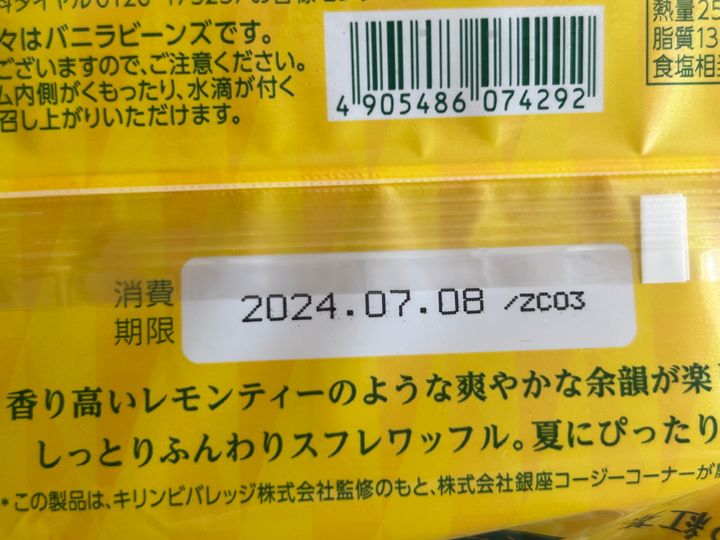 々はバニラビーンズです。
ございますので、ご注意ください。
ム内側がくもったり、水滴が付く
召し上がりいただけます。
4 905486 074292
熱量25
脂質13
食塩相
消費
期限
2024.07.08 /ZC03
香り高いレモンティーのような爽やかな余韻が楽
しっとりふんわりスフレワッフル。夏にぴったり
*この製品は、キリンビバレッジ株式会社監修のもと、株式会社銀座コージーコーナーが